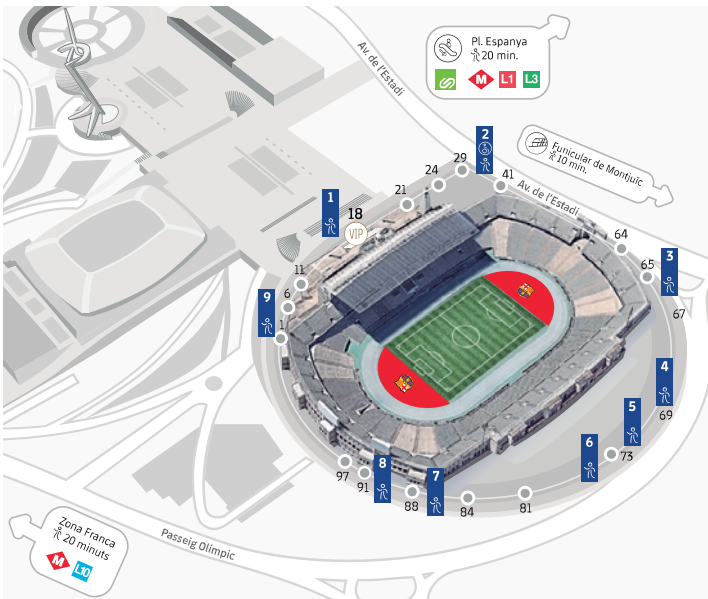 Av. de l'Estadi
Pl. Espanya
20 min.
M L1 L3
Funicular de Montjuïc
10 min.
Av. de l'Estadi
2
29
24
41
21
1
18
VIP
64
3
65
67
11
6
9
1
4
69
5
6
73
97
91
8
88
7
84
81
Zona Franca
20 minuts
M L10
Passeig Olímpic